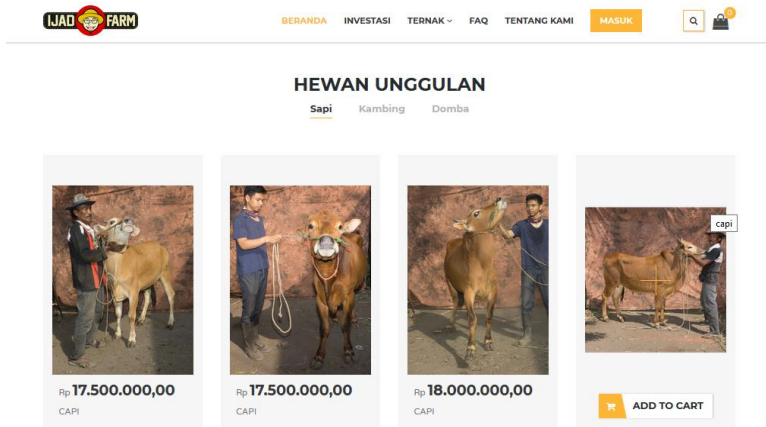 IJAD FARM
BERANDA INVESTASI TERNAK FAQ TENTANG KAMI MASUK 0
HEWAN UNGGULAN
Sapi Kambing Domba
capi
Rp 17.500.000,00
CAPI
Rp 17.500.000,00
CAPI
Rp 18.000.000,00
CAPI
ADD TO CART